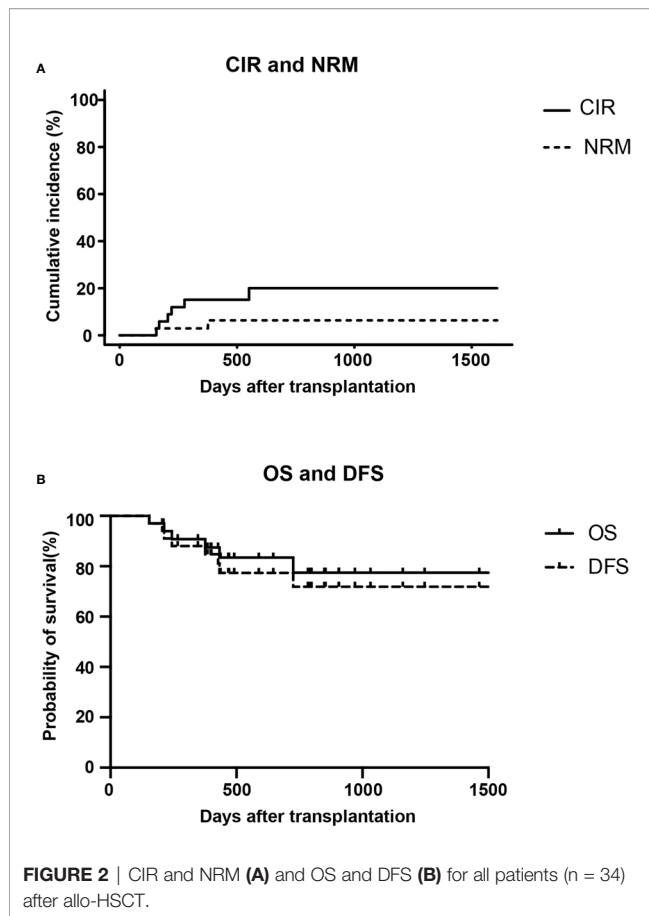 A
CIR and NRM
Cumulative incidence (%)
100
80
60
40
20
0
0 500 1000 1500
Days after transplantation
CIR
NRM
B
OS and DFS
Probability of survival(%)
100
80
60
40
20
0
0 500 1000 1500
Days after transplantation
OS
DFS
FIGURE 2 | CIR and NRM (A) and OS and DFS (B) for all patients (n = 34)
after allo-HSCT.